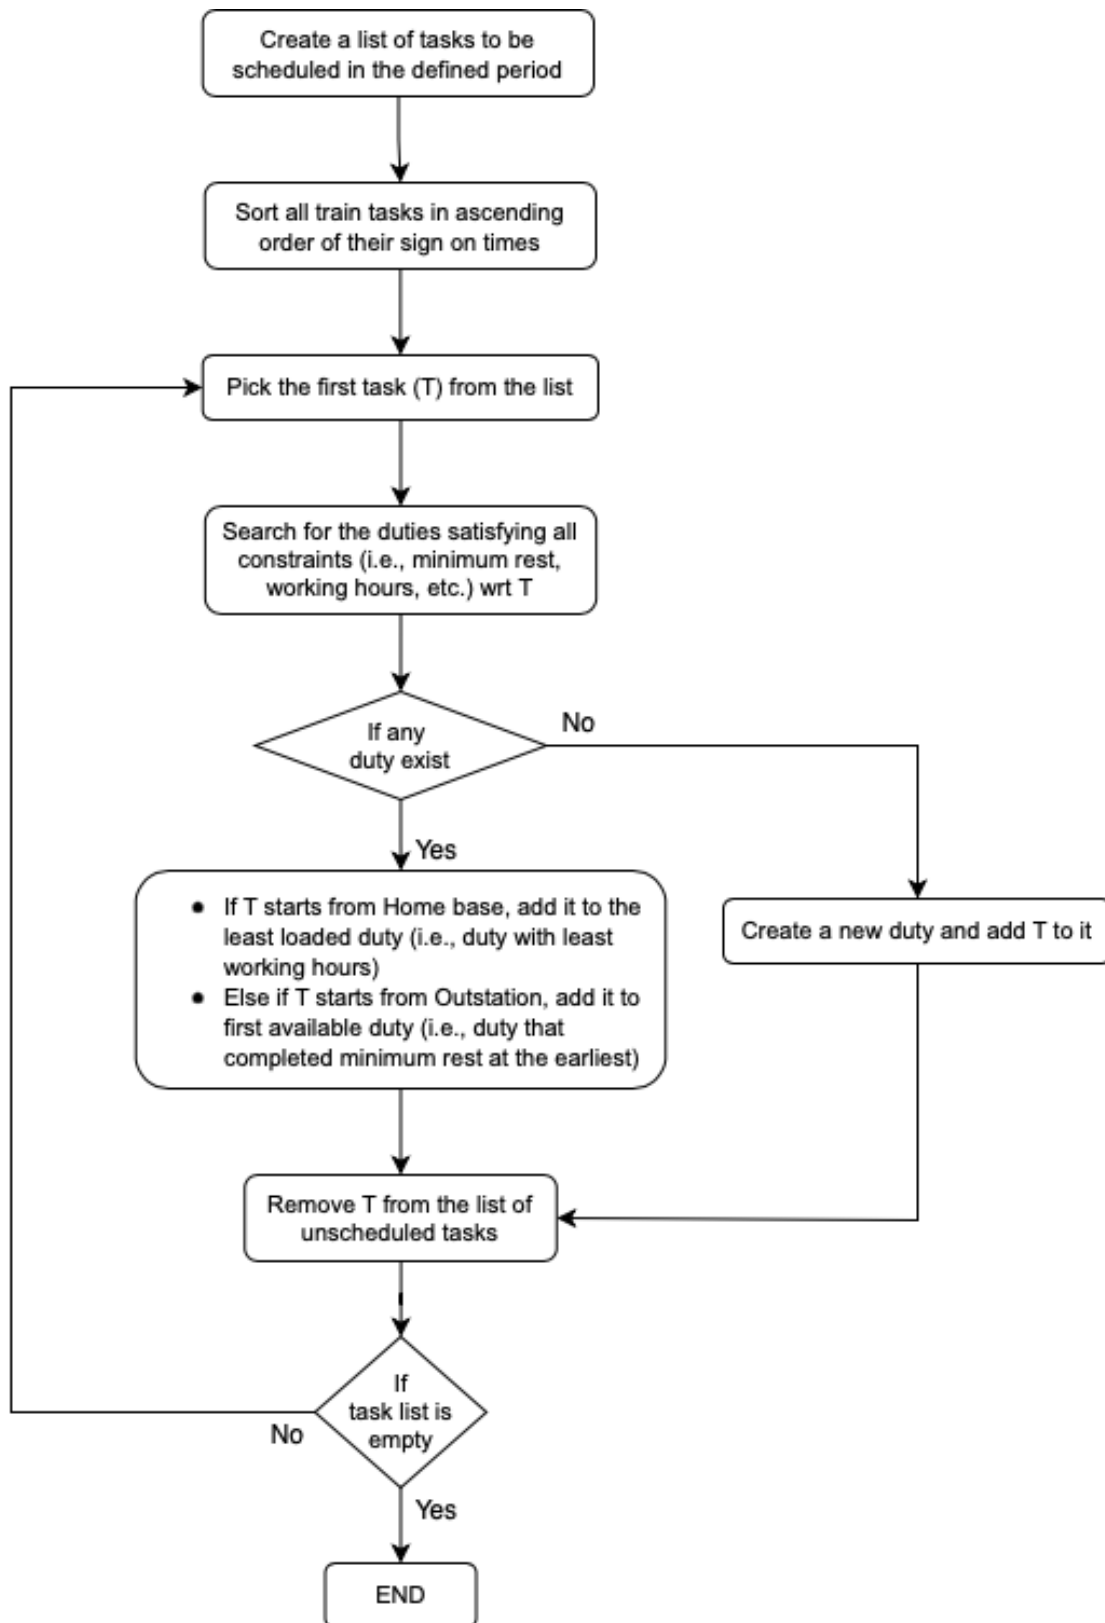 Create a list of tasks to be
scheduled in the defined period
Sort all train tasks in ascending
order of their sign on times
Pick the first task (T) from the list
Search for the duties satisfying all
constraints (i.e., minimum rest,
working hours, etc.) wrt T
If any
duty exist
No
Yes
● If T starts from Home base, add it to the
least loaded duty (i.e., duty with least
working hours)
● Else if T starts from Outstation, add it to
first available duty (i.e., duty that
completed minimum rest at the earliest)
Create a new duty and add T to it
Remove T from the list of
unscheduled tasks
If
task list is
empty
No
Yes
END